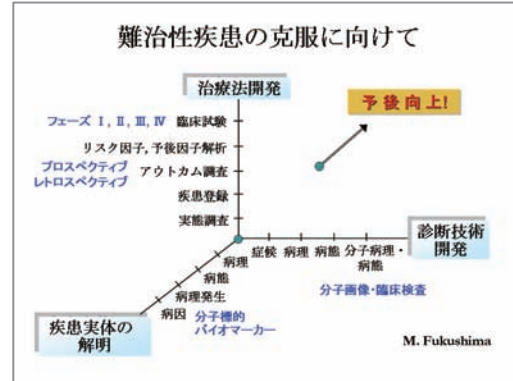 難治性疾患の克服に向けて
治療法開発
予後向上!
フェーズ Ⅰ, Ⅱ, Ⅲ, Ⅳ 臨床試験
リスク因子, 予後因子解析
プロスペクティブ
レトロスペクティブ
アウトカム調査
疾患登録
実態調査
症候 病理 病態 分子病理・
病態
診断技術
開発
分子画像・臨床検査
病理
病態
病理発生
病因
分子標的
バイオマーカー
疾患実体の
解明
M. Fukushima